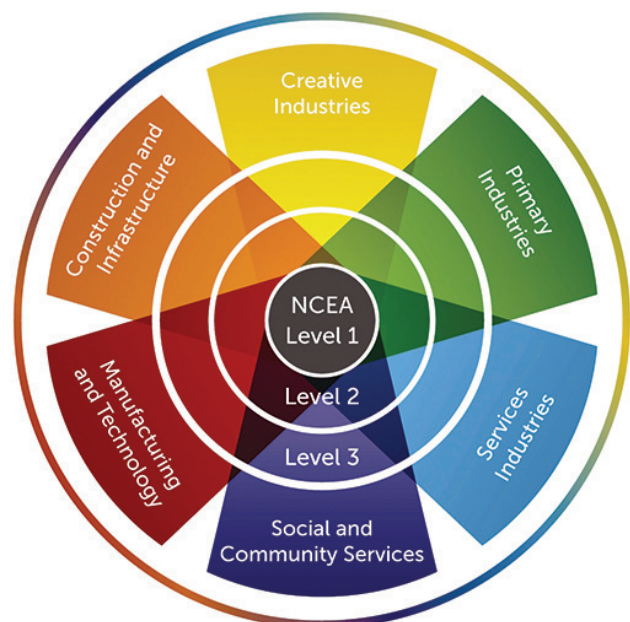 Creative
Industries
Primary
Industries
Services
Industries
Social and
Community Services
Manufacturing
and Technology
Construction and
Infrastructure
NCEA
Level 1
Level 2
Level 3